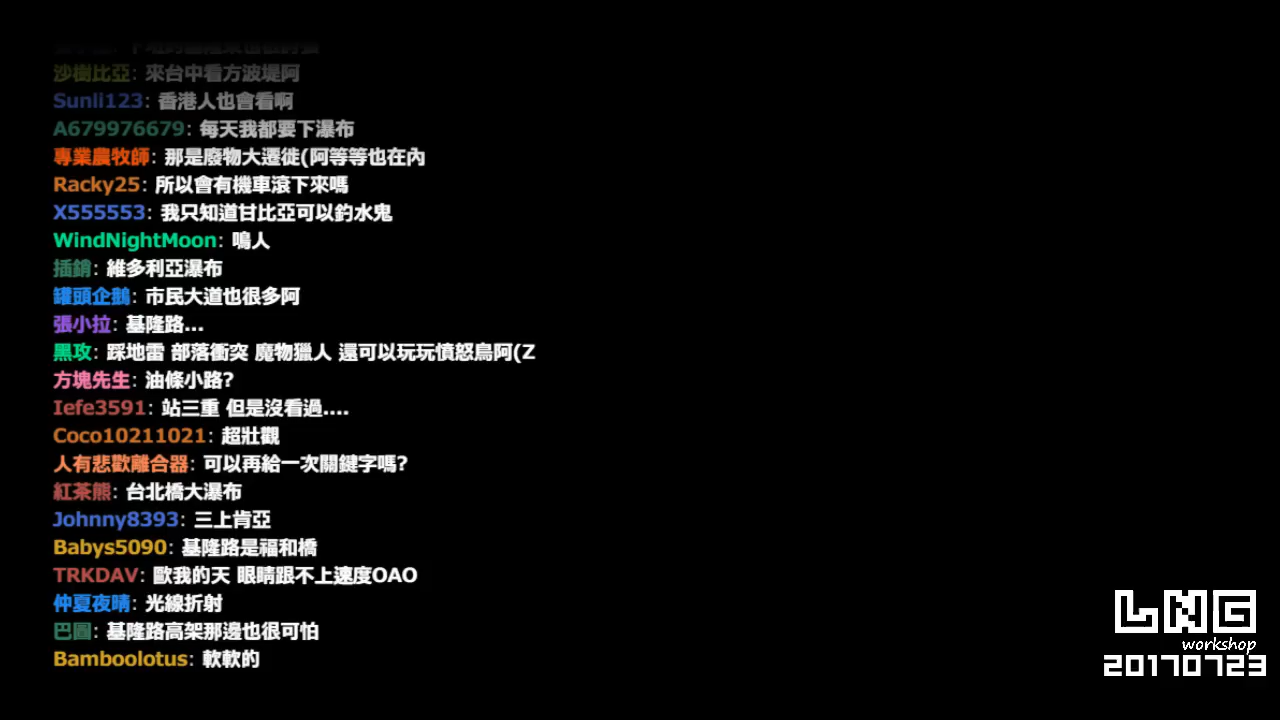 沙樹比亞: 來台中看方波堤阿
Sunli123: 香港人也會看啊
A679976679: 每天我都要下瀑布
專業農牧師: 那是廢物大遷徙(阿等等也在內
Racky25: 所以會有機車滾下來嗎
X555553: 我只知道甘比亞可以釣水鬼
WindNightMoon: 鳴人
插銷: 維多利亞瀑布
罐頭企鵝: 市民大道也很多阿
張小拉: 基隆路...
黑攻: 踩地雷 部落衝突 魔物獵人 還可以玩玩憤怒鳥阿(Z
方塊先生: 油條小路?
Iefe3591: 站三重 但是沒看過....
Coco10211021: 超壯觀
人有悲歡離合器: 可以再給一次關鍵字嗎?
紅茶熊: 台北橋大瀑布
Johnny8393: 三上肯亞
Babys5090: 基隆路是福和橋
TRKDAV: 歐我的天 眼睛跟不上速度OAO
仲夏夜晴: 光線折射
巴圖: 基隆路高架那邊也很可怕
Bamboolotus: 軟軟的
LNG
workshop
20170723